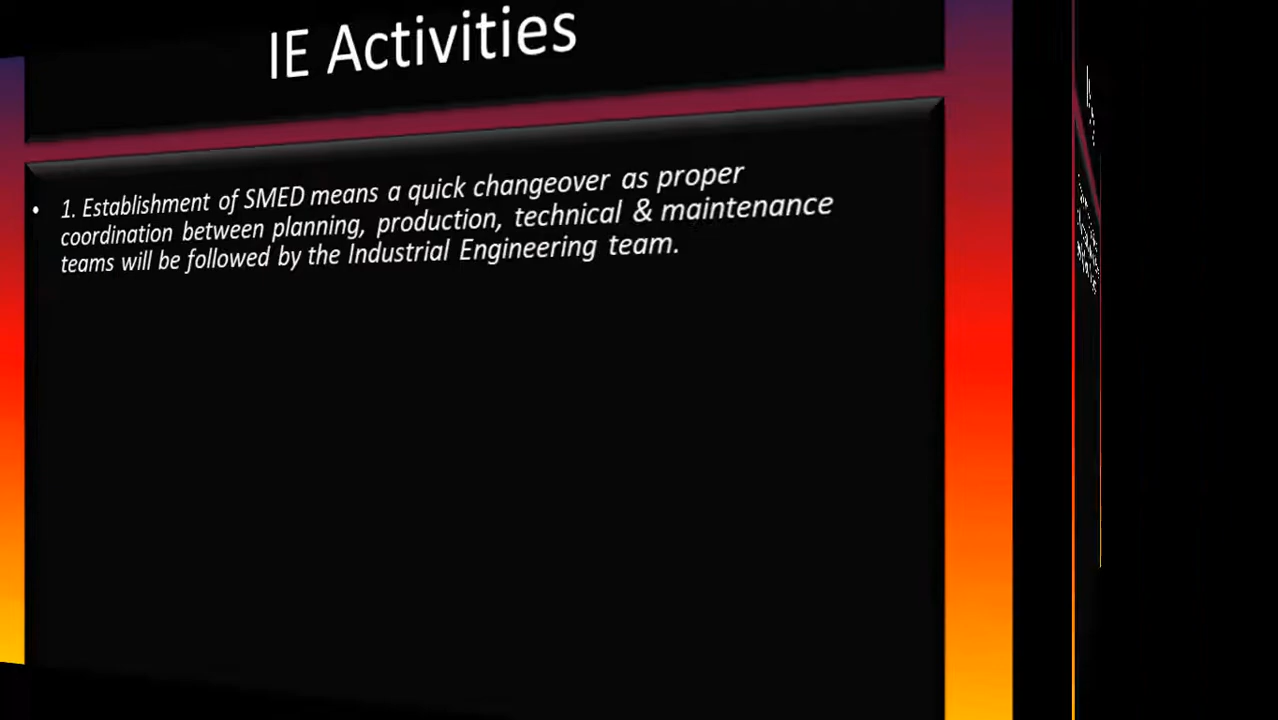 IE Activities
• 1. Establishment of SMED means a quick changeover as proper
coordination between planning, production, technical & maintenance
teams will be followed by the Industrial Engineering team.